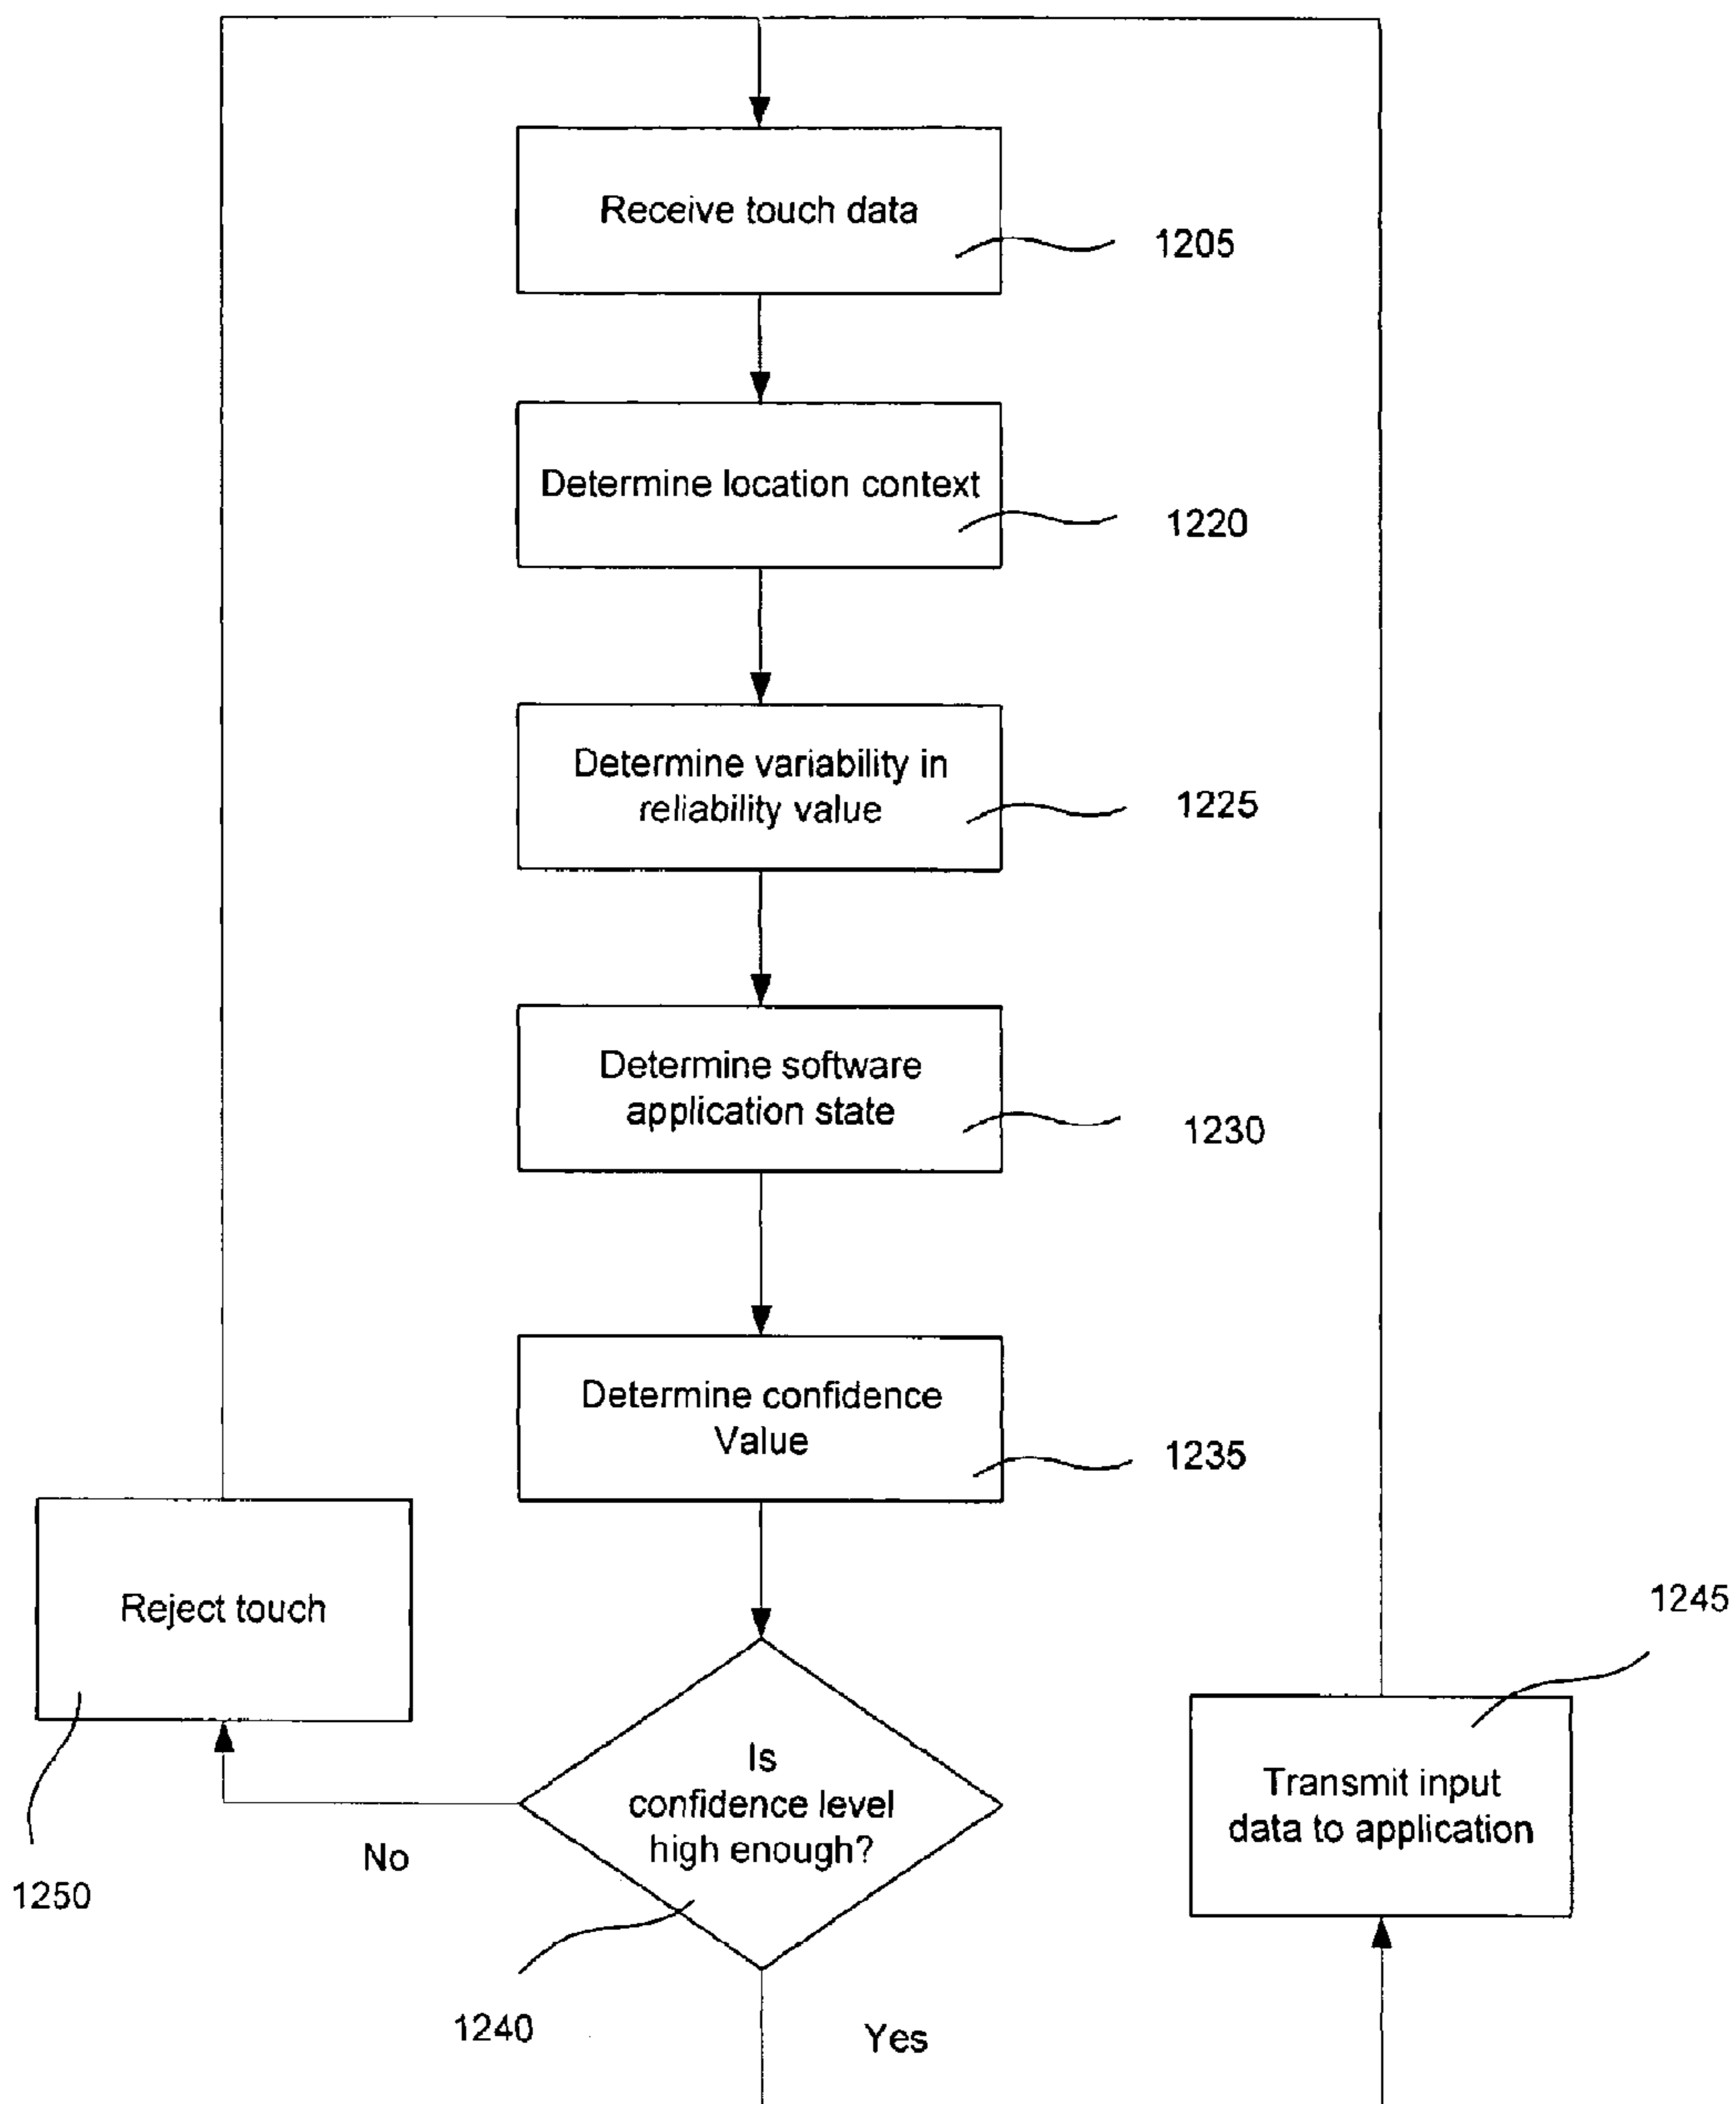 Receive touch data
1205
Determine location context
1220
Determine variability in
reliability value
1225
Determine software
application state
1230
Determine confidence
Value
1235
Reject touch
1250
Is
confidence level
high enough?
1240
No
Yes
1245
Transmit input
data to application